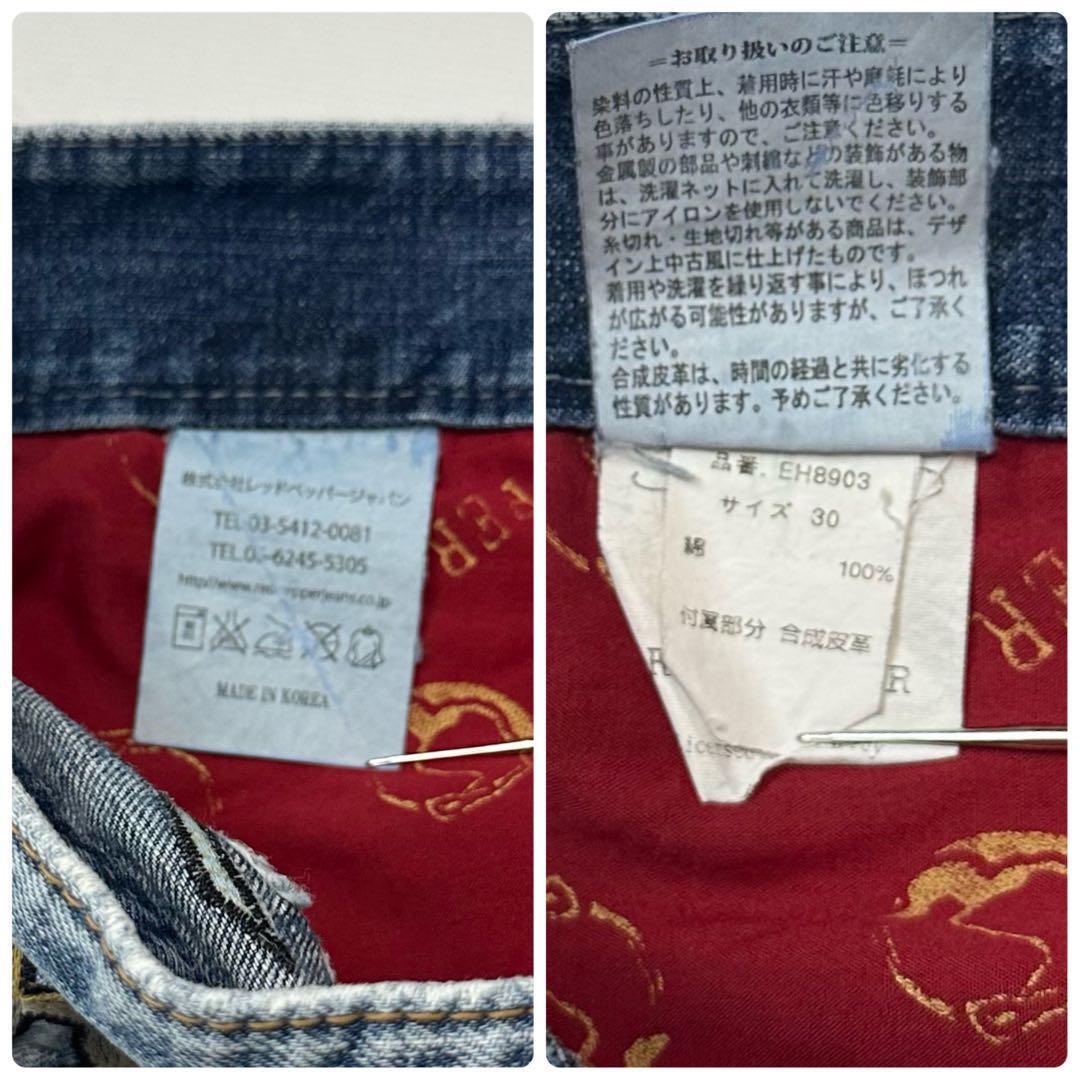 株式会社レッドペッパージャパン
TEL 03-5412-0081
TEL.0 -6245-5305
MADE IN KOREA
PER
=お取り扱いのご注意=
染料の性質上、着用時に汗や磨耗により
色落ちしたり、他の衣類等に色移りする
事がありますので、ご注意ください。
金属製の部品や刺繍などの装飾がある物
は、洗濯ネットに入れて洗濯し、装飾部
分にアイロンを使用しないでください。
糸切れ・生地切れ等がある商品は、デザ
イン上中古風に仕上げたものです。
着用や洗濯を繰り返す事により、ほつれ
が広がる可能性がありますが、ご了承く
ださい。
合成皮革は、時間の経過と共に劣化する
性質があります。予めご了承ください。
品番. EH8903
サイズ 30
綿
100%
付属部分 合成皮革
R
R
ER